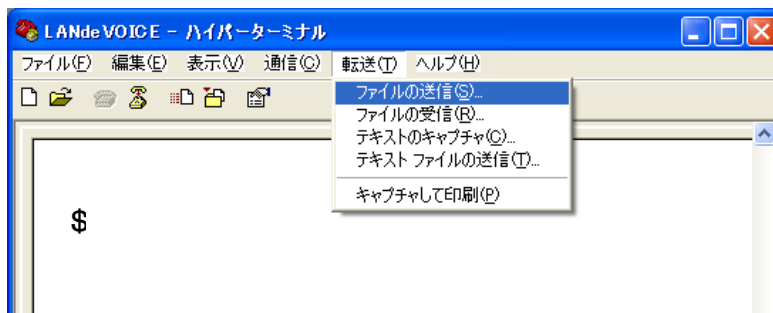 LANdeVOICE - ハイパーターミナル
ファイル(F) 編集(E) 表示(V) 通信(C) 転送(T) ヘルプ(H)
ファイルの送信(S)...
ファイルの受信(R)...
テキストのキャプチャ(C)...
テキスト ファイルの送信(T)...
キャプチャして印刷(P)
$